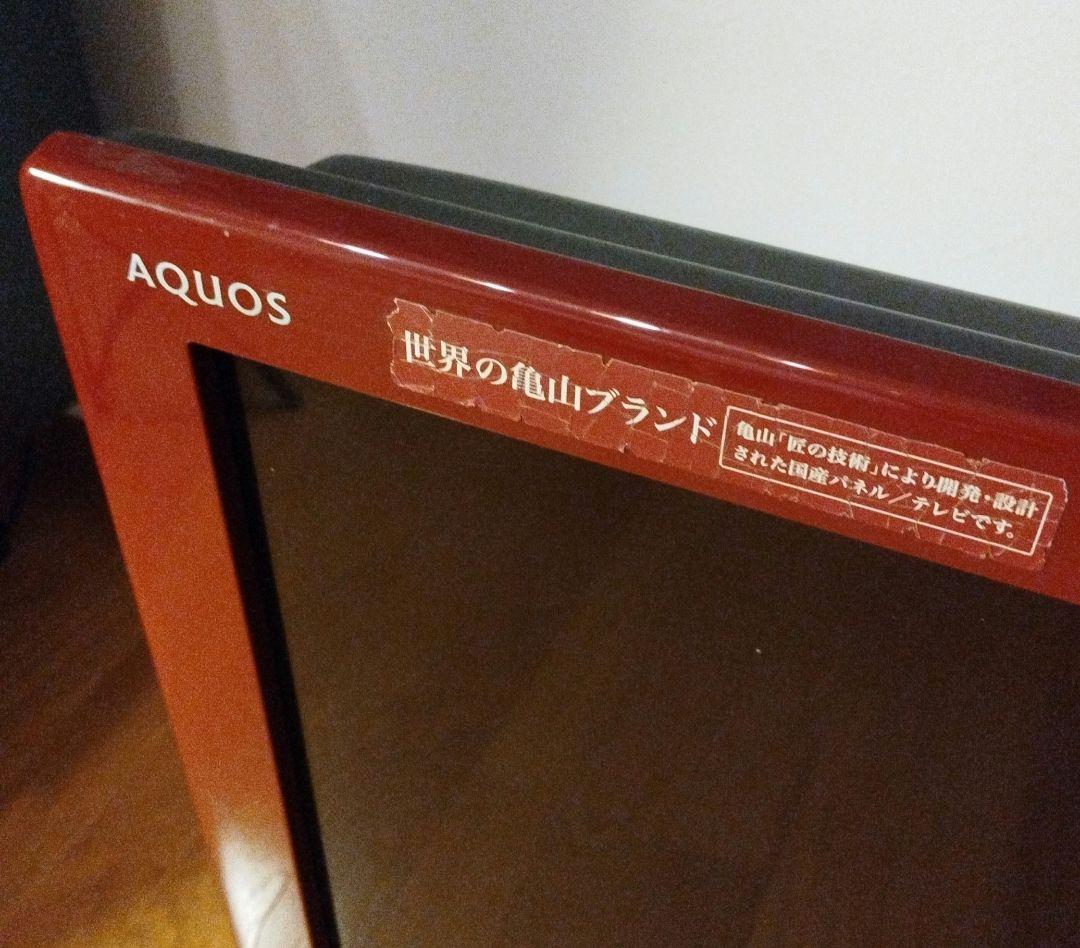 AQUOS
世界の亀山ブランド
亀山「匠の技術」により開発・設計
された国産パネル／テレビです。